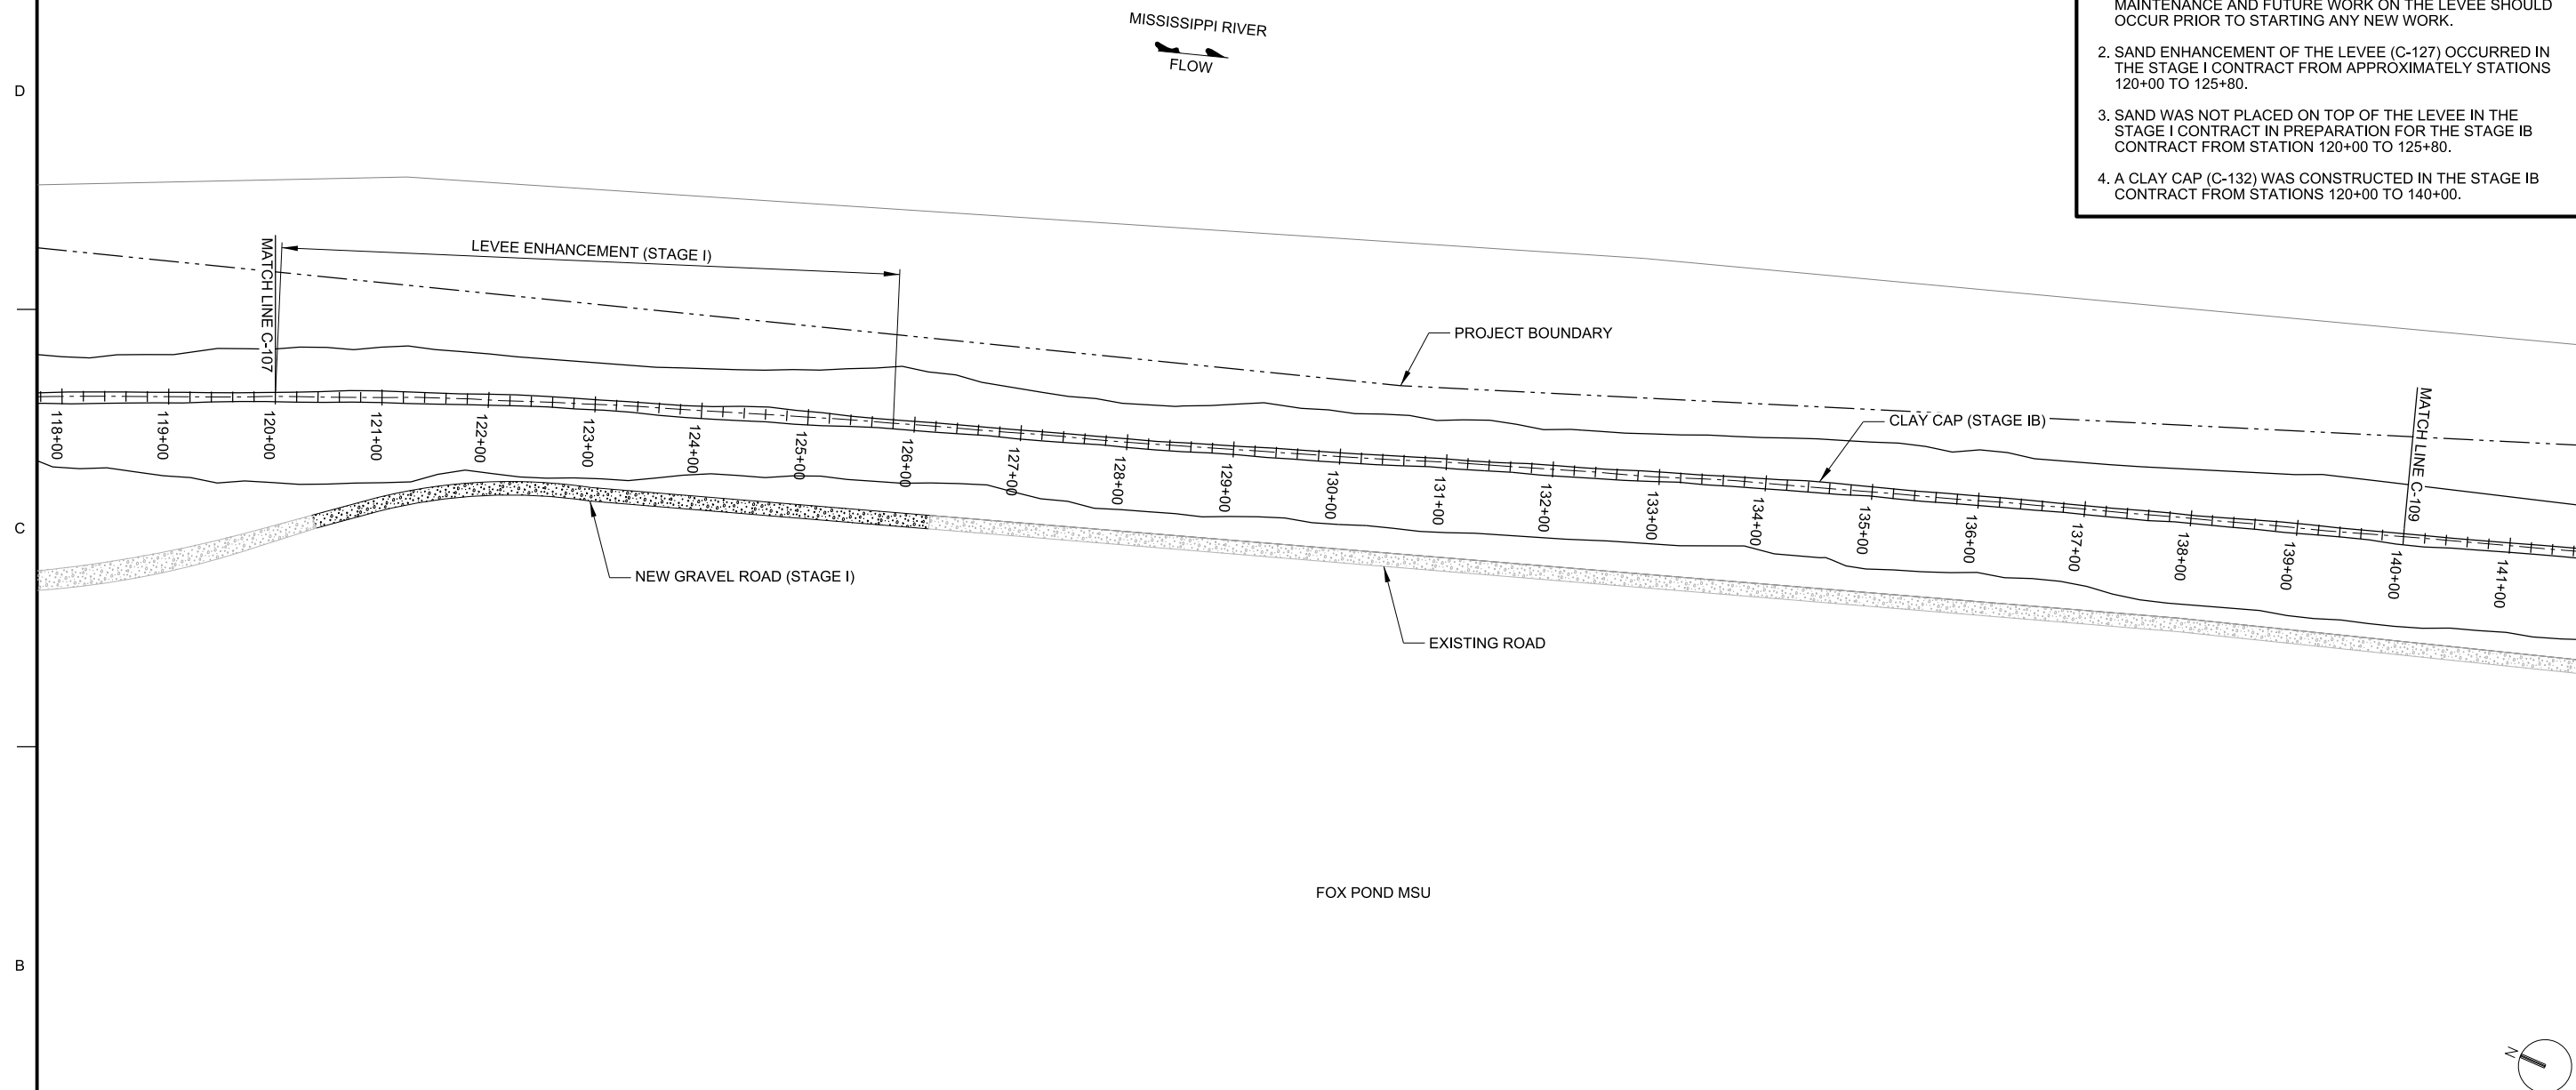 MAINTENANCE AND FUTURE WORK ON THE LEVEE SHOULD
OCCUR PRIOR TO STARTING ANY NEW WORK.
2. SAND ENHANCEMENT OF THE LEVEE (C-127) OCCURRED IN
THE STAGE I CONTRACT FROM APPROXIMATELY STATIONS
120+00 TO 125+80.
3. SAND WAS NOT PLACED ON TOP OF THE LEVEE IN THE
STAGE I CONTRACT IN PREPARATION FOR THE STAGE IB
CONTRACT FROM STATION 120+00 TO 125+80.
4. A CLAY CAP (C-132) WAS CONSTRUCTED IN THE STAGE IB
CONTRACT FROM STATIONS 120+00 TO 140+00.
MISSISSIPPI RIVER
FLOW
D
MATCH LINE C-107
LEVEE ENHANCEMENT (STAGE I)
PROJECT BOUNDARY
CLAY CAP (STAGE IB)
MATCH LINE C-109
118+00
119+00
120+00
121+00
122+00
123+00
124+00
125+00
126+00
127+00
128+00
129+00
130+00
131+00
132+00
133+00
134+00
135+00
136+00
137+00
138+00
139+00
140+00
141+00
C
NEW GRAVEL ROAD (STAGE I)
EXISTING ROAD
FOX POND MSU
B
N